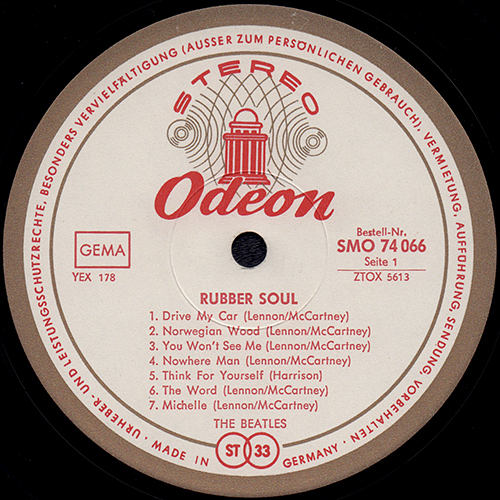 URHEBER- UND LEISTUNGSSCHUTZRECHTE, BESONDERS VERVIELFÄLTIGUNG (AUSSER ZUM PERSÖNLICHEN GEBRAUCH), VERMIETUNG, AUFFÜHRUNG, SENDUNG, VORBEHALTEN
STEREO
Odeon
GEMA
YEX 178
Bestell-Nr.
SMO 74 066
Seite 1
ZTOX 5613
RUBBER SOUL
1. Drive My Car (Lennon/McCartney)
2. Norwegian Wood (Lennon/McCartney)
3. You Won't See Me (Lennon/McCartney)
4. Nowhere Man (Lennon/McCartney)
5. Think For Yourself (Harrison)
6. The Word (Lennon/McCartney)
7. Michelle (Lennon/McCartney)
THE BEATLES
· MADE IN ST 33 GERMANY ·